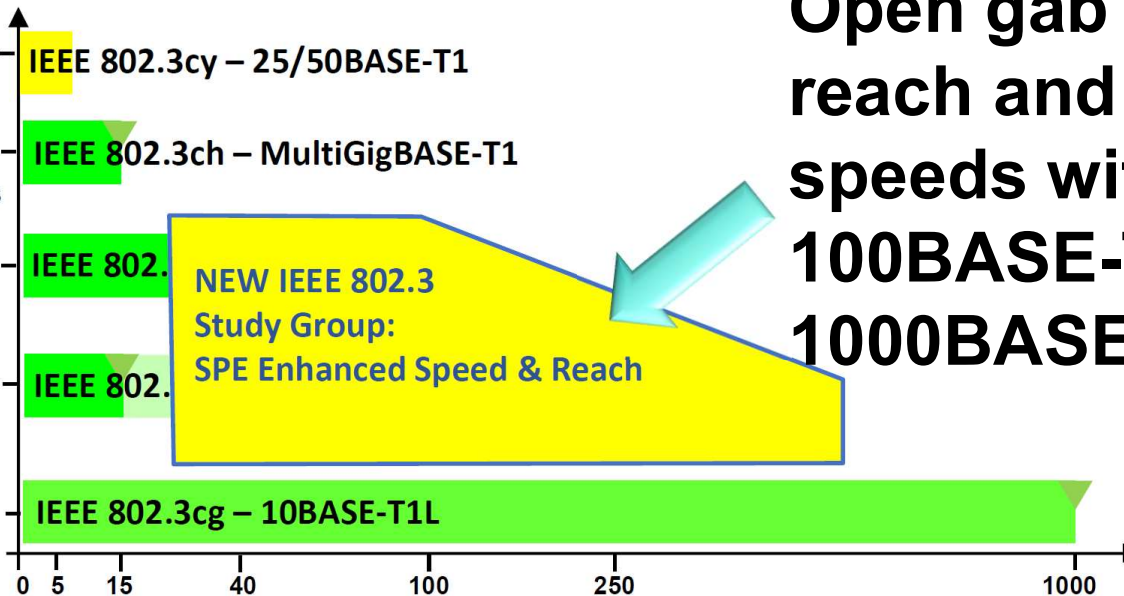 IEEE 802.3cy – 25/50BASE-T1
Open gab
reach and
speeds wi
100BASE-
1000BASE
IEEE 802.3ch – MultiGigBASE-T1
IEEE 802.
NEW IEEE 802.3
Study Group:
SPE Enhanced Speed & Reach
IEEE 802.
IEEE 802.3cg – 10BASE-T1L
0 5 15 40 100 250 1000